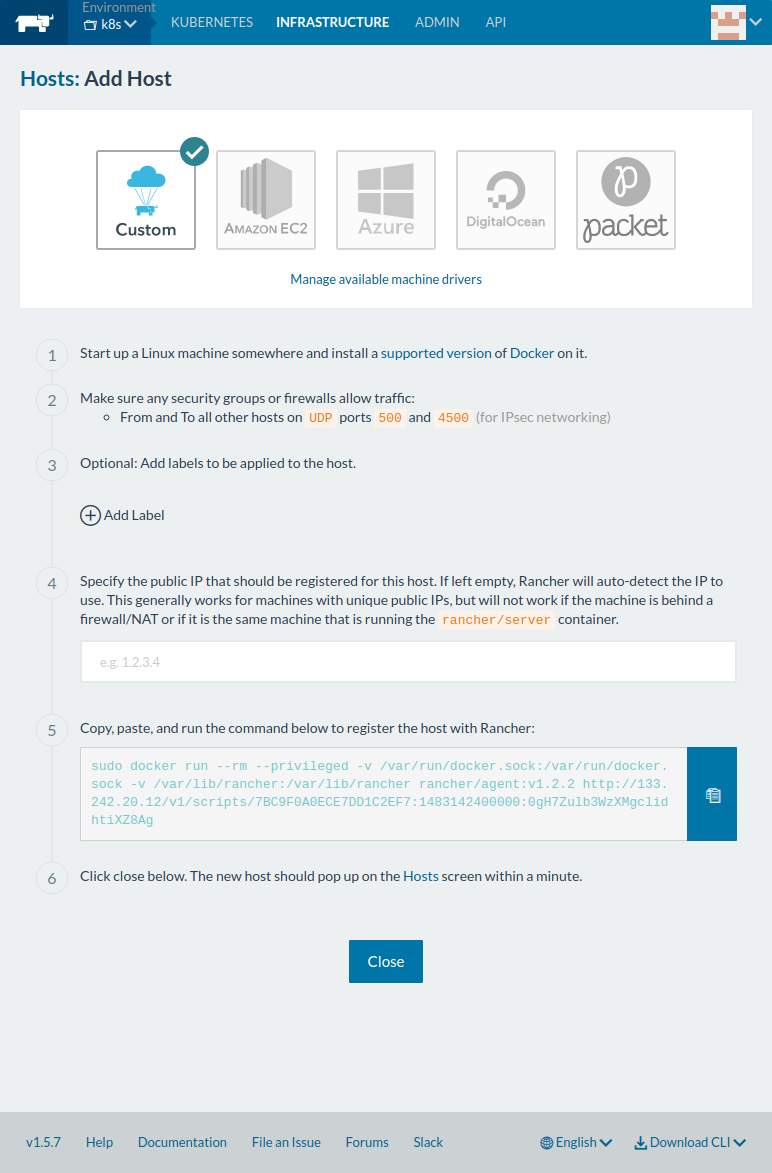 Environment
k8s
KUBERNETES
INFRASTRUCTURE
ADMIN
API
Hosts: Add Host
Custom
AMAZON EC2
Azure
DigitalOcean
packet
Manage available machine drivers
1
Start up a Linux machine somewhere and install a supported version of Docker on it.
2
Make sure any security groups or firewalls allow traffic:
From and To all other hosts on UDP ports 500 and 4500 (for IPsec networking)
3
Optional: Add labels to be applied to the host.
Add Label
4
Specify the public IP that should be registered for this host. If left empty, Rancher will auto-detect the IP to
use. This generally works for machines with unique public IPs, but will not work if the machine is behind a
firewall/NAT or if it is the same machine that is running the rancher/server container.
e.g. 1.2.3.4
5
Copy, paste, and run the command below to register the host with Rancher:
sudo docker run --rm --privileged -v /var/run/docker.sock:/var/run/docker.
sock -v /var/lib/rancher:/var/lib/rancher rancher/agent:v1.2.2 http://133.
242.20.12/v1/scripts/7BC9F0A0ECE7DD1C2EF7:1483142400000:0gH7Zulb3WzXMgclid
htiXZ8Ag
6
Click close below. The new host should pop up on the Hosts screen within a minute.
Close
v1.5.7
Help
Documentation
File an Issue
Forums
Slack
English
Download CLI